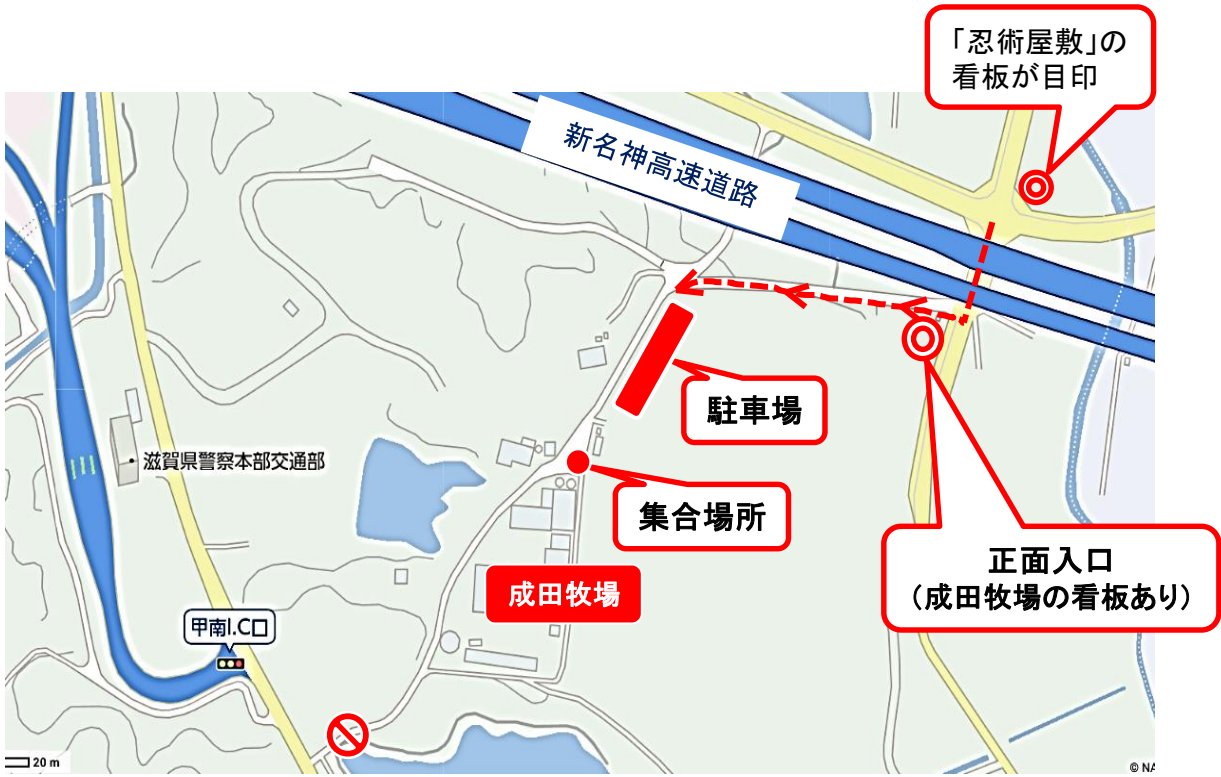 「忍術屋敷」の
看板が目印
新名神高速道路
駐車場
滋賀県警察本部交通部
集合場所
正面入口
(成田牧場の看板あり)
成田牧場
甲南I.C口
20 m
© NA